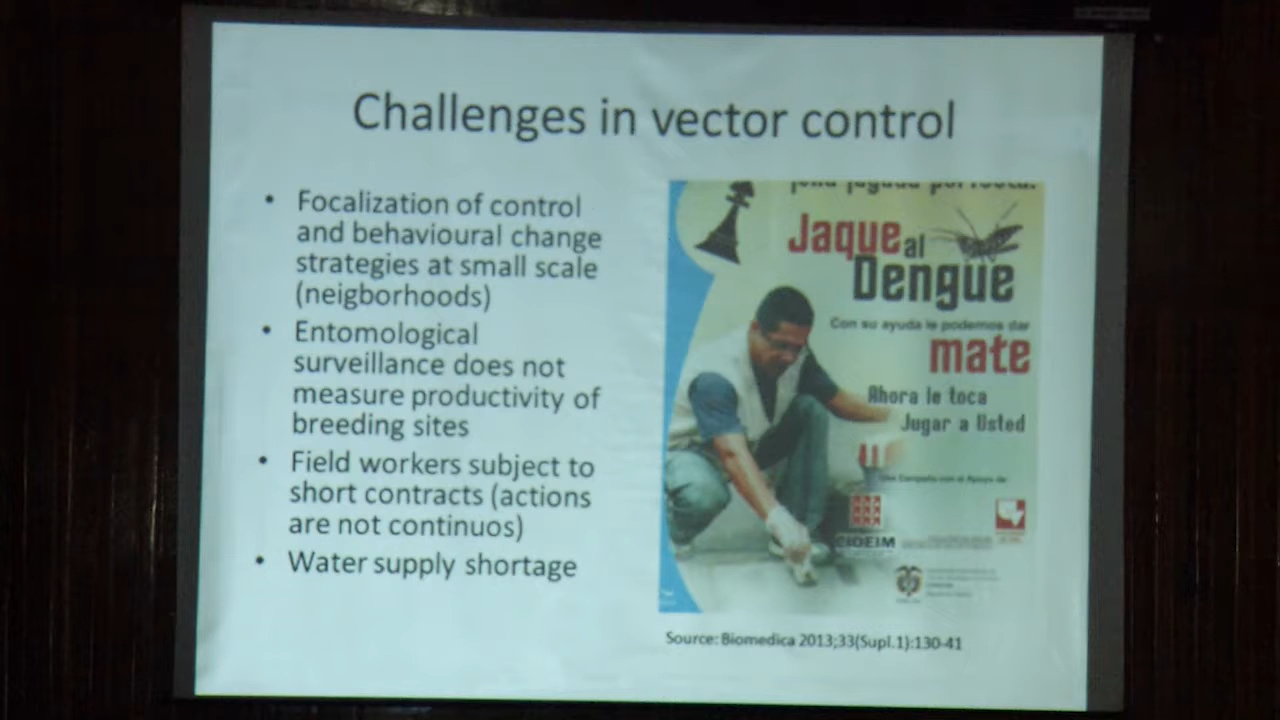 Challenges in vector control
• Focalization of control
and behavioural change
strategies at small scale
(neigborhoods)
• Entomological
surveillance does not
measure productivity of
breeding sites
• Field workers subject to
short contracts (actions
are not continuos)
• Water supply shortage
Jaque al
Dengue
Con su ayuda le podemos dar
mate
Ahora le toca
Jugar a Usted
CIDEIM
Source: Biomedica 2013;33(Supl.1):130-41